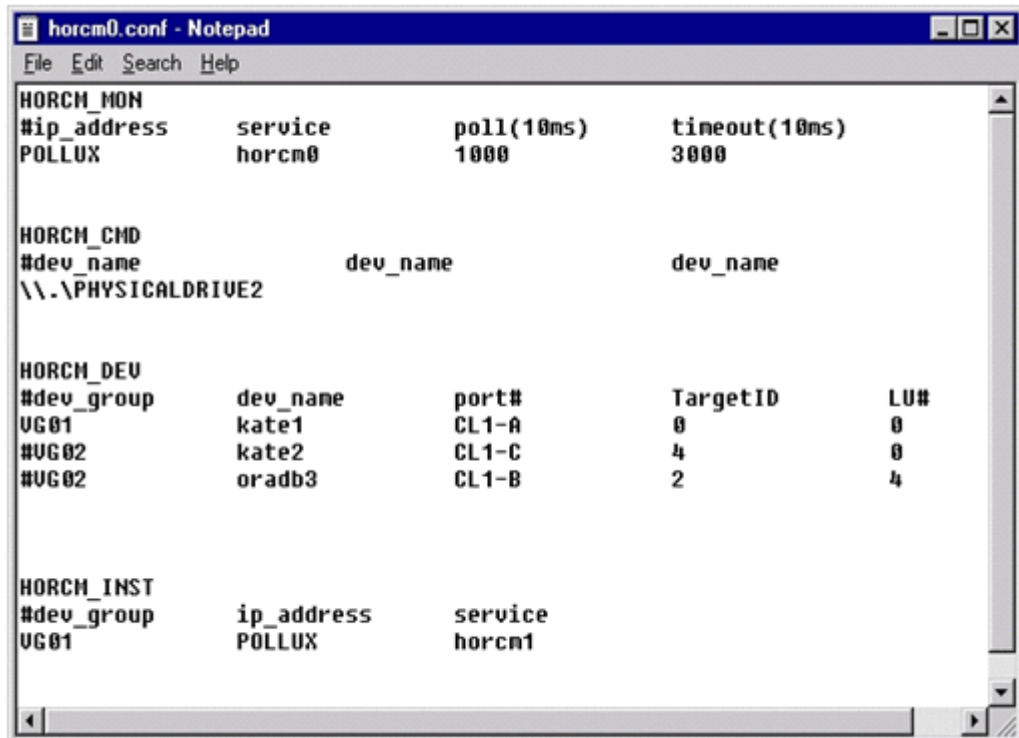 horcm0.conf - Notepad
File Edit Search Help
HORCM_MON
#ip_address service poll(10ms) timeout(10ms)
POLLUX horcm0 1000 3000
HORCM_CMD
#dev_name dev_name dev_name
\\.\PHYSICALDRIVE2
HORCM_DEV
#dev_group dev_name port# TargetID LU#
VG01 kate1 CL1-A 0 0
#VG02 kate2 CL1-C 4 0
#VG02 oradb3 CL1-B 2 4
HORCM_INST
#dev_group ip_address service
VG01 POLLUX horcm1